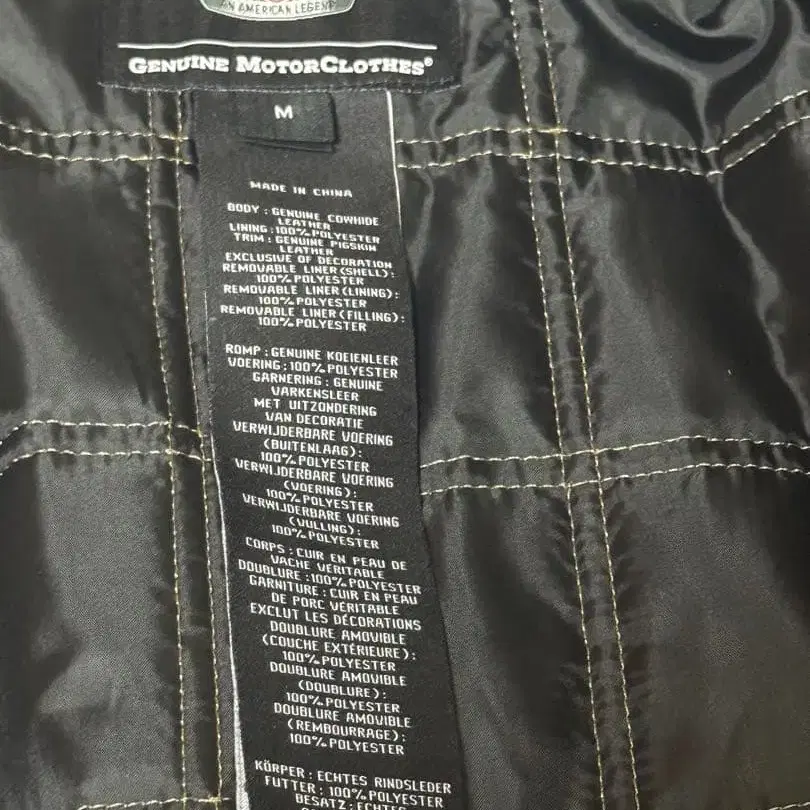 AN AMERICAN LEGEND
GENUINE MOTORCLOTHES®
M
MADE IN CHINA
BODY : GENUINE COWHIDE
LEATHER
LINING : 100% POLYESTER
TRIM : GENUINE PIGSKIN
LEATHER
EXCLUSIVE OF DECORATION
REMOVABLE LINER (SHELL) :
100% POLYESTER
REMOVABLE LINER (LINING) :
100% POLYESTER
REMOVABLE LINER (FILLING) :
100% POLYESTER
ROMP : GENUINE KOEIENLEER
VOERING : 100% POLYESTER
GARNERING : GENUINE
VARKENSLEER
MET UITZONDERING
VAN DECORATIE
VERWIJDERBARE VOERING
(BUITENLAAG) :
100% POLYESTER
VERWIJDERBARE VOERING
(VOERING) :
100% POLYESTER
VERWIJDERBARE VOERING
(VULLING) :
100% POLYESTER
CORPS : CUIR EN PEAU DE
VACHE VERITABLE
DOUBLURE : 100% POLYESTER
GARNITURE : CUIR EN PEAU
DE PORC VÉRITABLE
EXCLUT LES DÉCORATIONS
DOUBLURE AMOVIBLE
(COUCHE EXTÉRIEURE) :
100% POLYESTER
DOUBLURE AMOVIBLE
(DOUBLURE) :
100% POLYESTER
DOUBLURE AMOVIBLE
(REMBOURRAGE) :
100% POLYESTER
KÖRPER : ECHTES RINDSLEDER
FUTTER : 100% POLYESTER
BESATZ : ECHTES